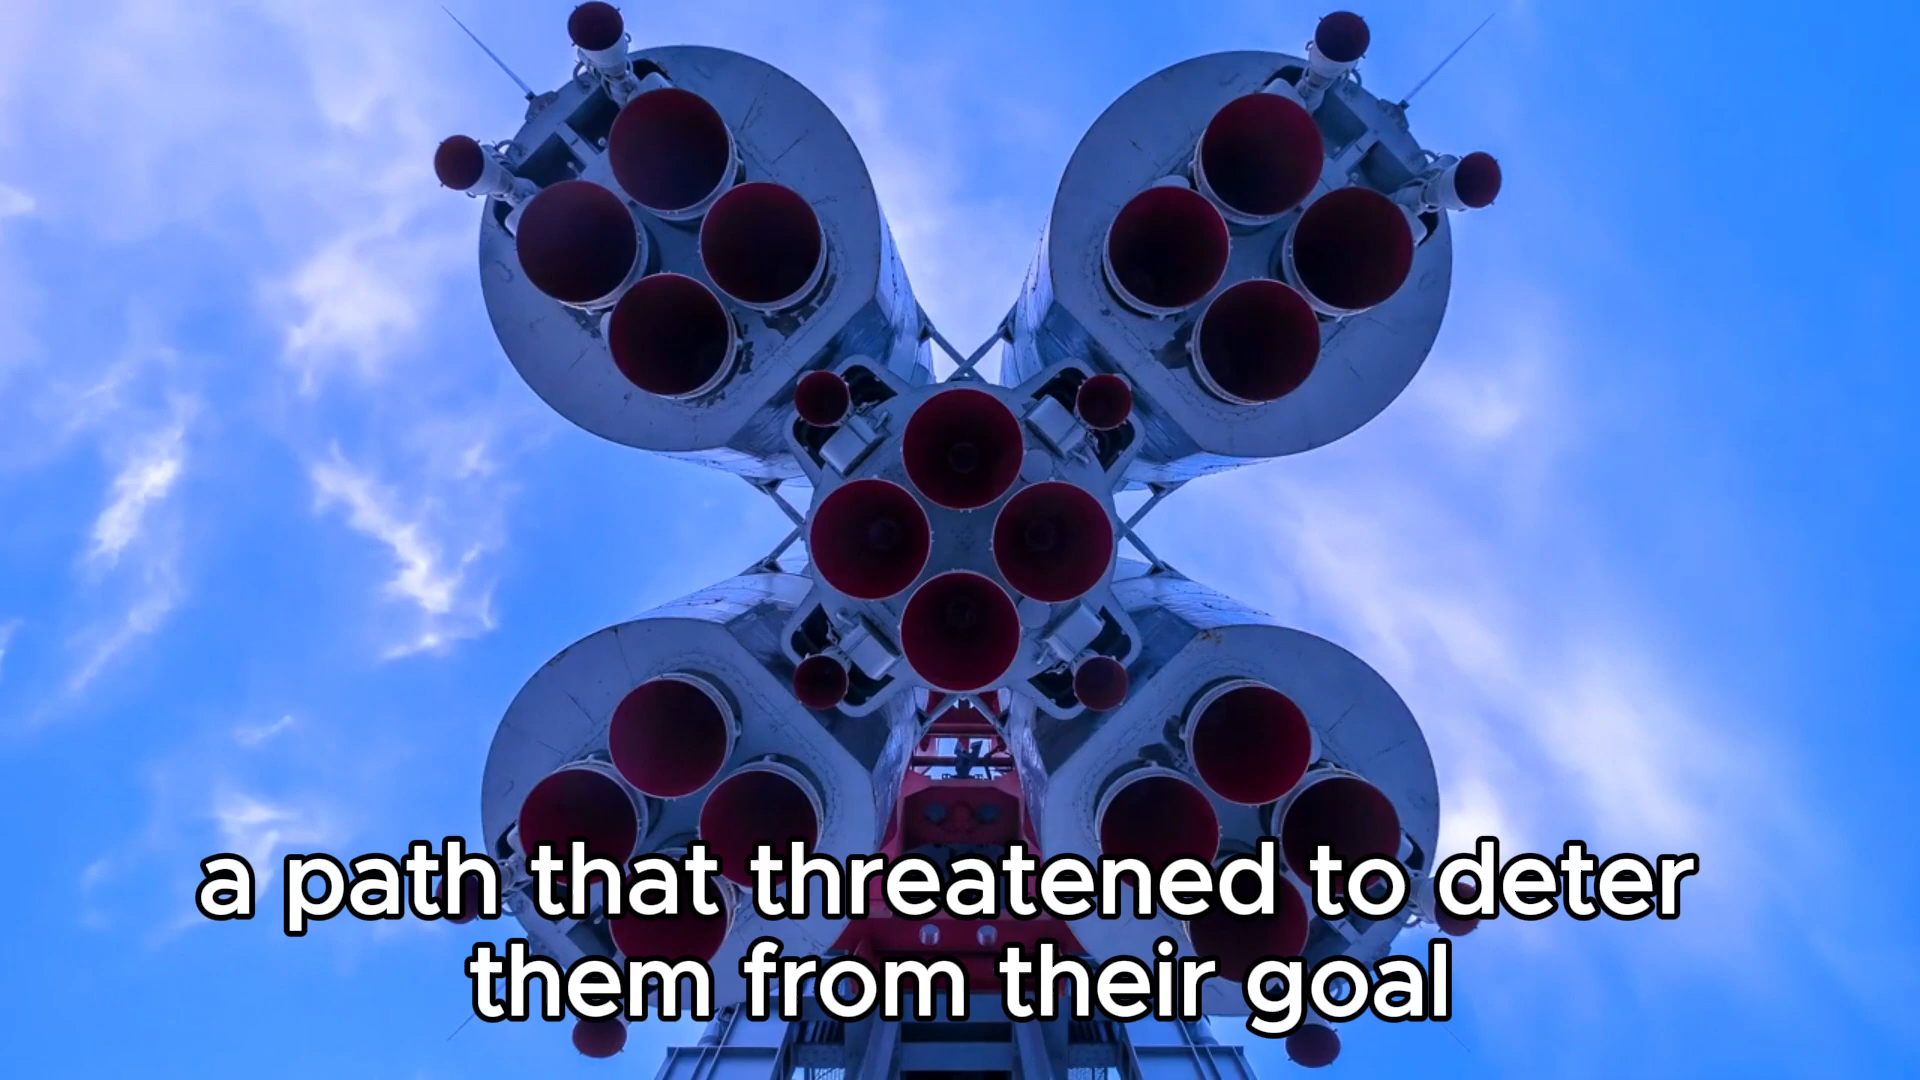 a path that threatened to deter
them from their goal